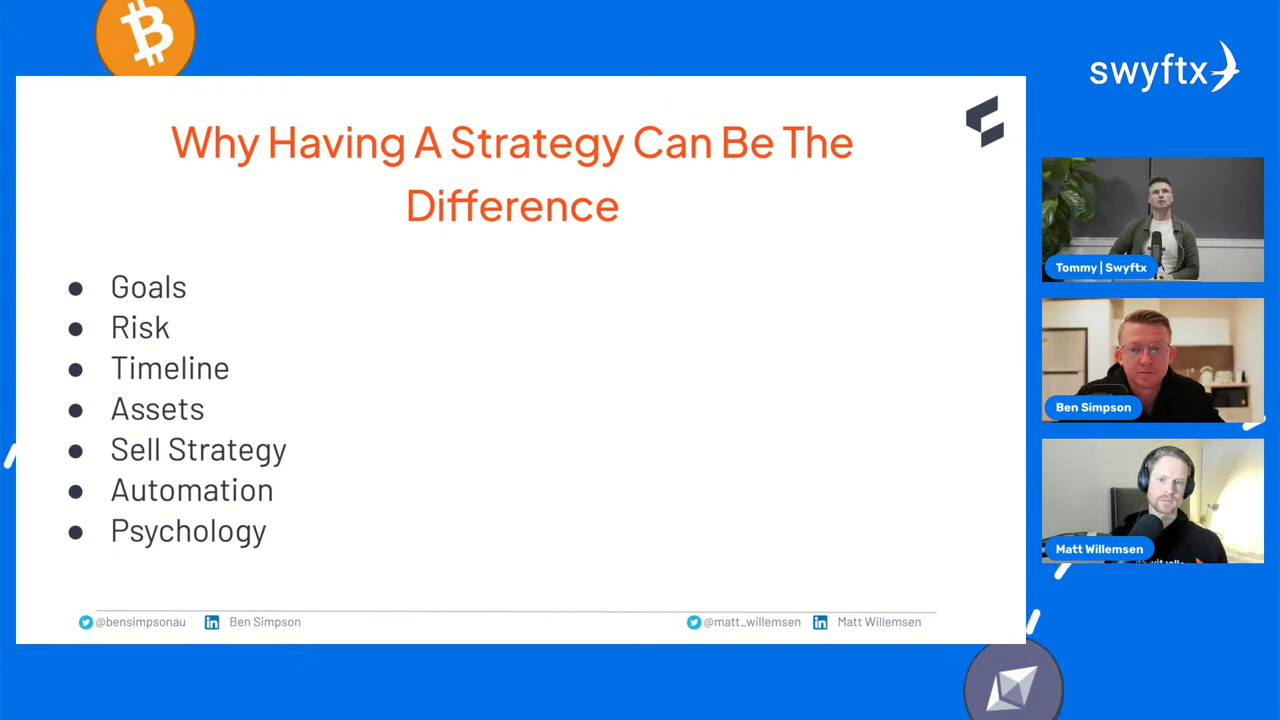 swyftx
Why Having A Strategy Can Be The
Difference
● Goals
● Risk
● Timeline
● Assets
● Sell Strategy
● Automation
● Psychology
@bensimpsonau Ben Simpson @matt_willemsen Matt Willemsen
Tommy | Swyftx
Ben Simpson
Matt Willemsen